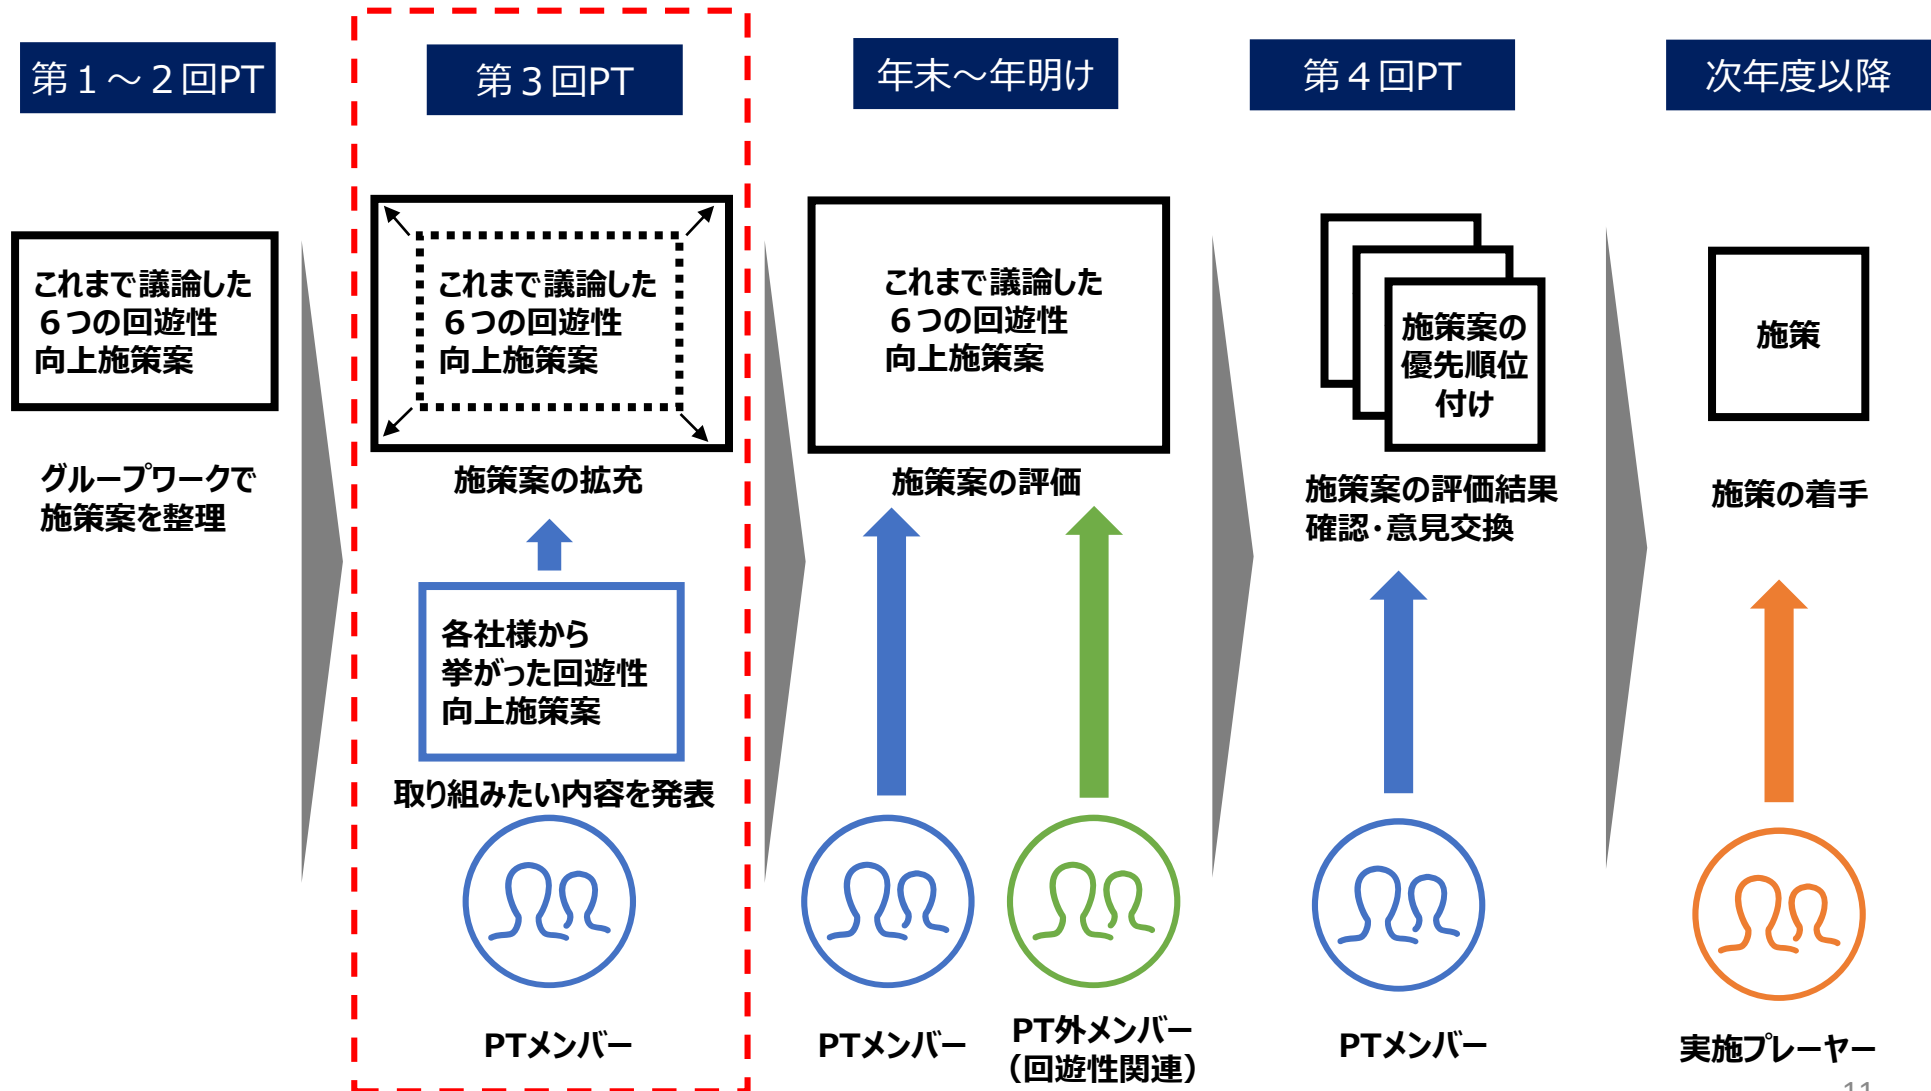 第１～２回PT
第３回PT
年末～年明け
第４回PT
次年度以降
これまで議論した
６つの回遊性
向上施策案
グループワークで
施策案を整理
これまで議論した
６つの回遊性
向上施策案
施策案の拡充
各社様から
挙がった回遊性
向上施策案
取り組みたい内容を発表
PTメンバー
これまで議論した
６つの回遊性
向上施策案
施策案の評価
PTメンバー
PT外メンバー
（回遊性関連）
施策案の
優先順位
付け
施策案の評価結果
確認・意見交換
PTメンバー
施策
施策の着手
実施プレーヤー
11